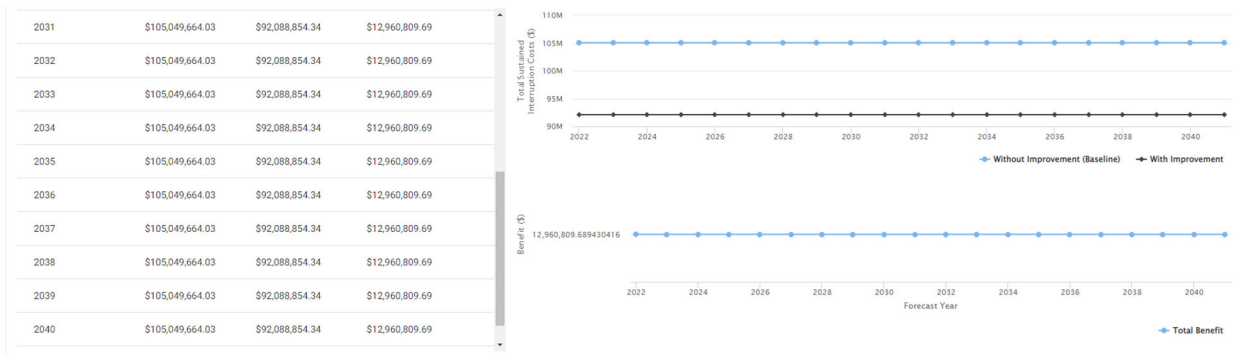 2031 $105,049,664.03 $92,088,854.34 $12,960,809.69
2032 $105,049,664.03 $92,088,854.34 $12,960,809.69
2033 $105,049,664.03 $92,088,854.34 $12,960,809.69
2034 $105,049,664.03 $92,088,854.34 $12,960,809.69
2035 $105,049,664.03 $92,088,854.34 $12,960,809.69
2036 $105,049,664.03 $92,088,854.34 $12,960,809.69
2037 $105,049,664.03 $92,088,854.34 $12,960,809.69
2038 $105,049,664.03 $92,088,854.34 $12,960,809.69
2039 $105,049,664.03 $92,088,854.34 $12,960,809.69
2040 $105,049,664.03 $92,088,854.34 $12,960,809.69
Total Sustained
Interruption Costs ($)
110M
105M
100M
95M
90M
2022 2024 2026 2028 2030 2032 2034 2036 2038 2040
Without Improvement (Baseline) With Improvement
Benefit ($)
12,960,809.689430416
2022 2024 2026 2028 2030 2032 2034 2036 2038 2040
Forecast Year
Total Benefit